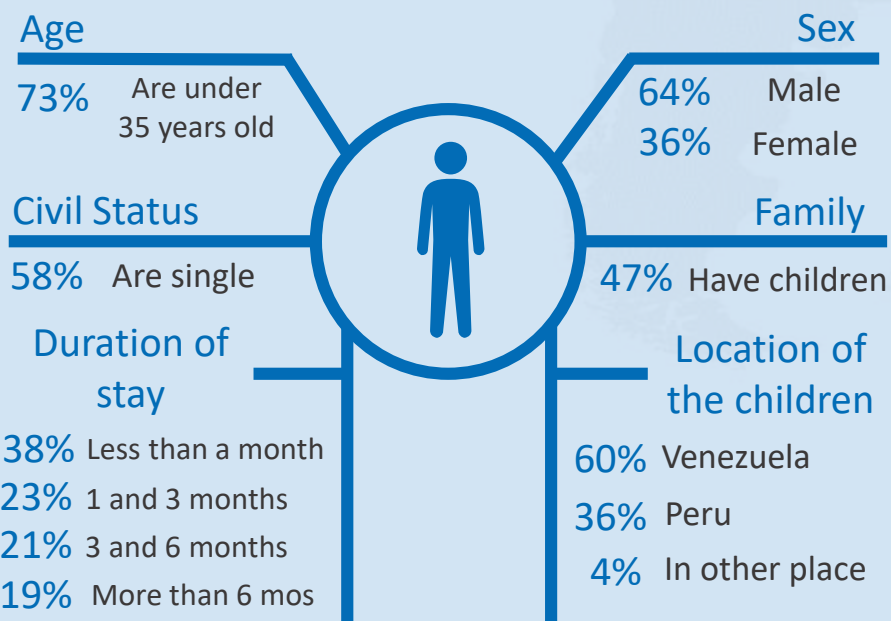 Age
73% Are under
35 years old
Sex
64% Male
36% Female
Civil Status
58% Are single
Family
47% Have children
Duration of
stay
38% Less than a month
23% 1 and 3 months
21% 3 and 6 months
19% More than 6 mos
Location of
the children
60% Venezuela
36% Peru
4% In other place